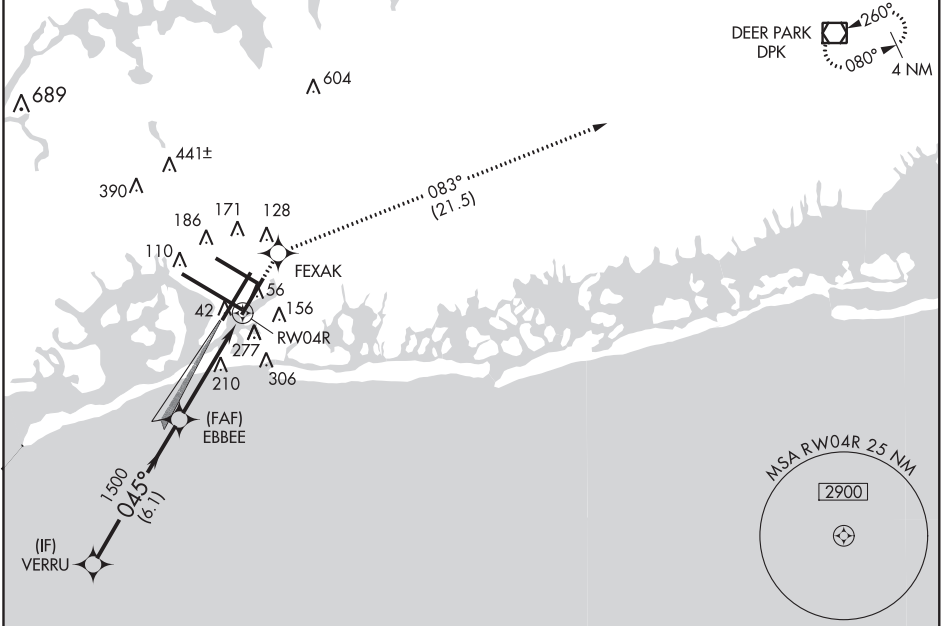 DEER PARK
DPK
260°
080°
4 NM
604
689
441±
390
083°
(21.5)
186
171
128
110
FEXAK
56
42
156
RW04R
277
306
210
(FAF)
EBBEE
1500
045°
(6.1)
(IF)
VERRU
MSA RW04R 25 NM
2900